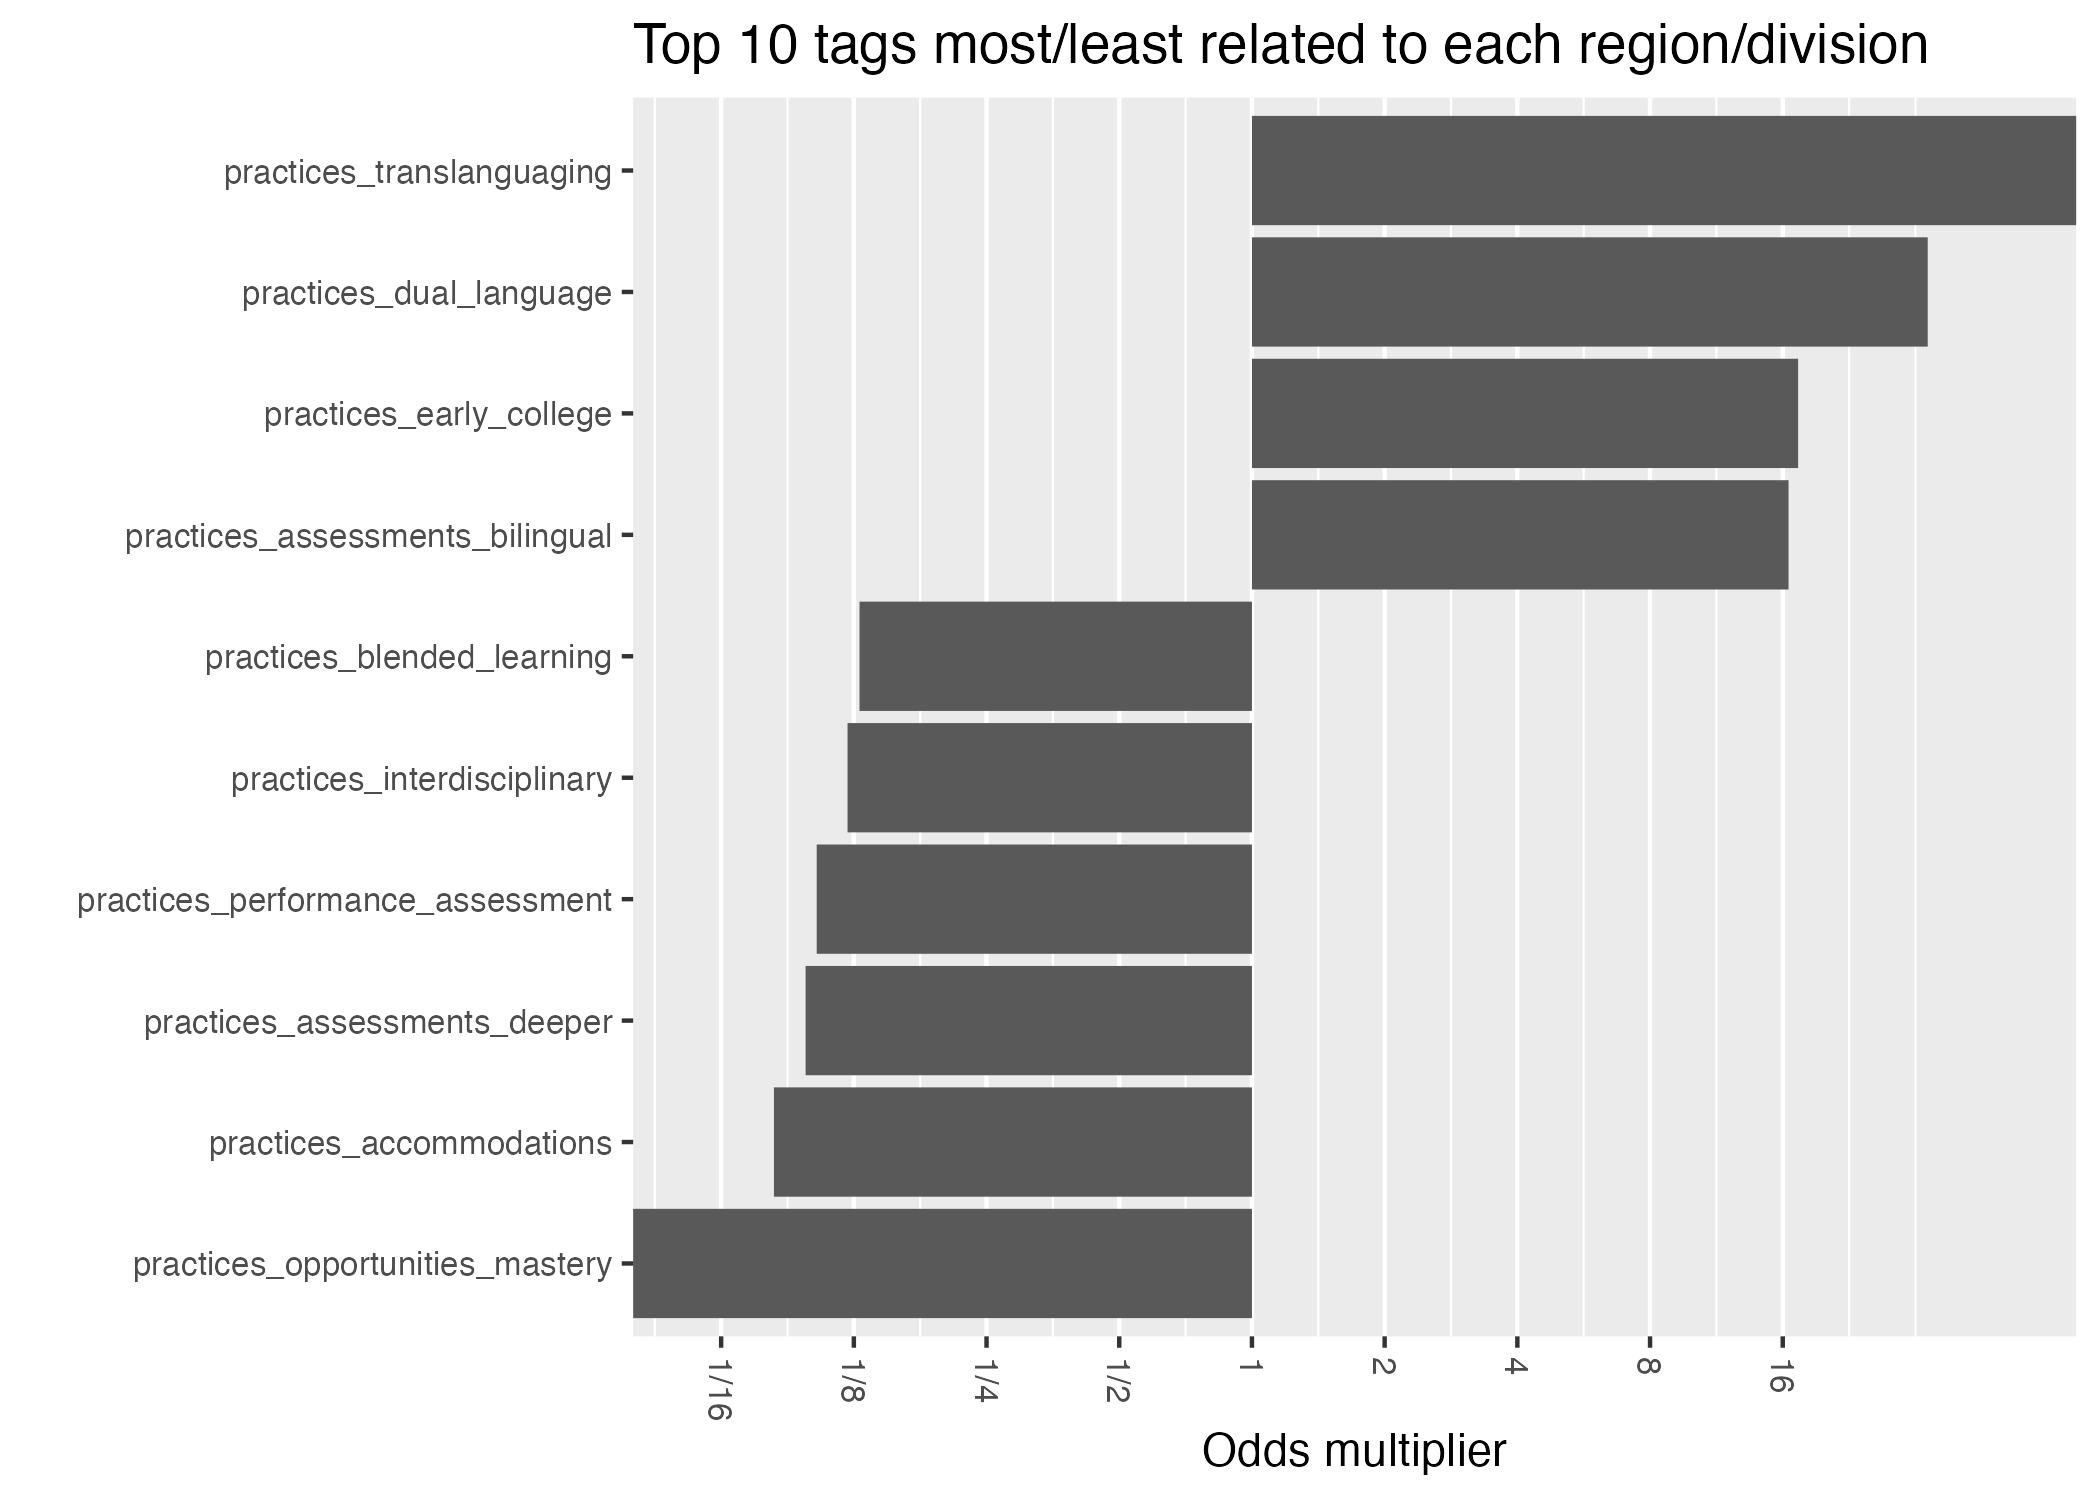 Top 10 tags most/least related to each region/division
practices_translanguaging
practices_dual_language
practices_early_college
practices_assessments_bilingual
practices_blended_learning
practices_interdisciplinary
practices_performance_assessment
practices_assessments_deeper
practices_accommodations
practices_opportunities_mastery
1/16
1/8
1/4
1/2
1
2
4
8
16
Odds multiplier